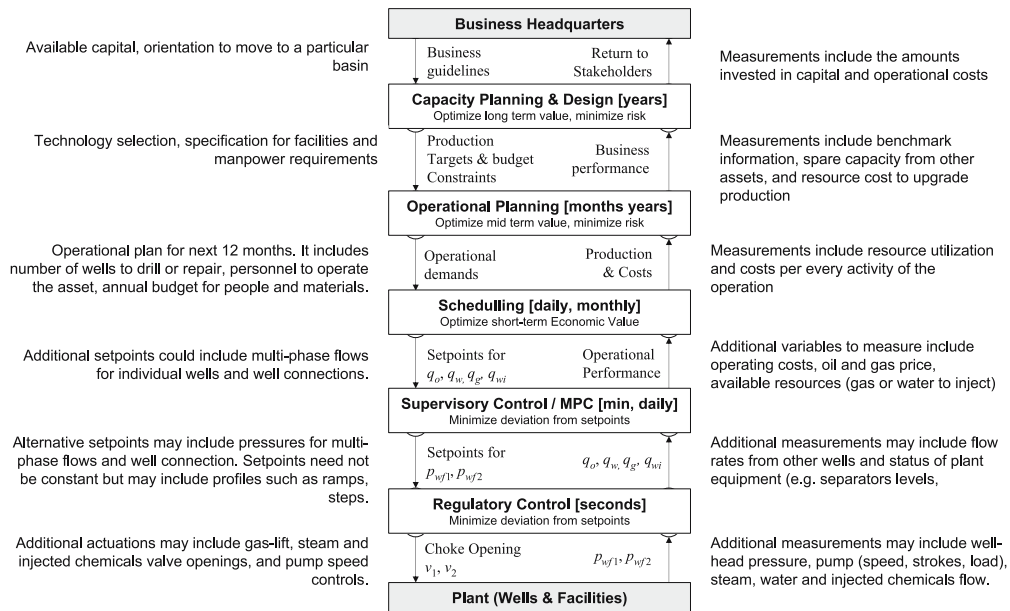 Business Headquarters
Available capital, orientation to move to a particular
basin
Business
guidelines
Return to
Stakeholders
Measurements include the amounts
invested in capital and operational costs
Capacity Planning & Design [years]
Optimize long term value, minimize risk
Technology selection, specification for facilities and
manpower requirements
Production
Targets & budget
Constraints
Business
performance
Measurements include benchmark
information, spare capacity from other
assets, and resource cost to upgrade
production
Operational Planning [months years]
Optimize mid term value, minimize risk
Operational plan for next 12 months. It includes
number of wells to drill or repair, personnel to operate
the asset, annual budget for people and materials.
Operational
demands
Production
& Costs
Measurements include resource utilization
and costs per every activity of the
operation
Schedulling [daily, monthly]
Optimize short-term Economic Value
Additional setpoints could include multi-phase flows
for individual wells and well connections.
Setpoints for
q_o, q_w, q_g, q_wi
Operational
Performance
Additional variables to measure include
operating costs, oil and gas price,
available resources (gas or water to inject)
Supervisory Control / MPC [min, daily]
Minimize deviation from setpoints
Alternative setpoints may include pressures for multi-
phase flows and well connection. Setpoints need not
be constant but may include profiles such as ramps,
steps.
Setpoints for
p_wf1, p_wf2
q_o, q_w, q_g, q_wi
Additional measurements may include flow
rates from other wells and status of plant
equipment (e.g. separators levels,
Regulatory Control [seconds]
Minimize deviation from setpoints
Additional actuations may include gas-lift, steam and
injected chemicals valve openings, and pump speed
controls.
Choke Opening
v_1, v_2
p_wf1, p_wf2
Additional measurements may include well-
head pressure, pump (speed, strokes, load),
steam, water and injected chemicals flow.
Plant (Wells & Facilities)